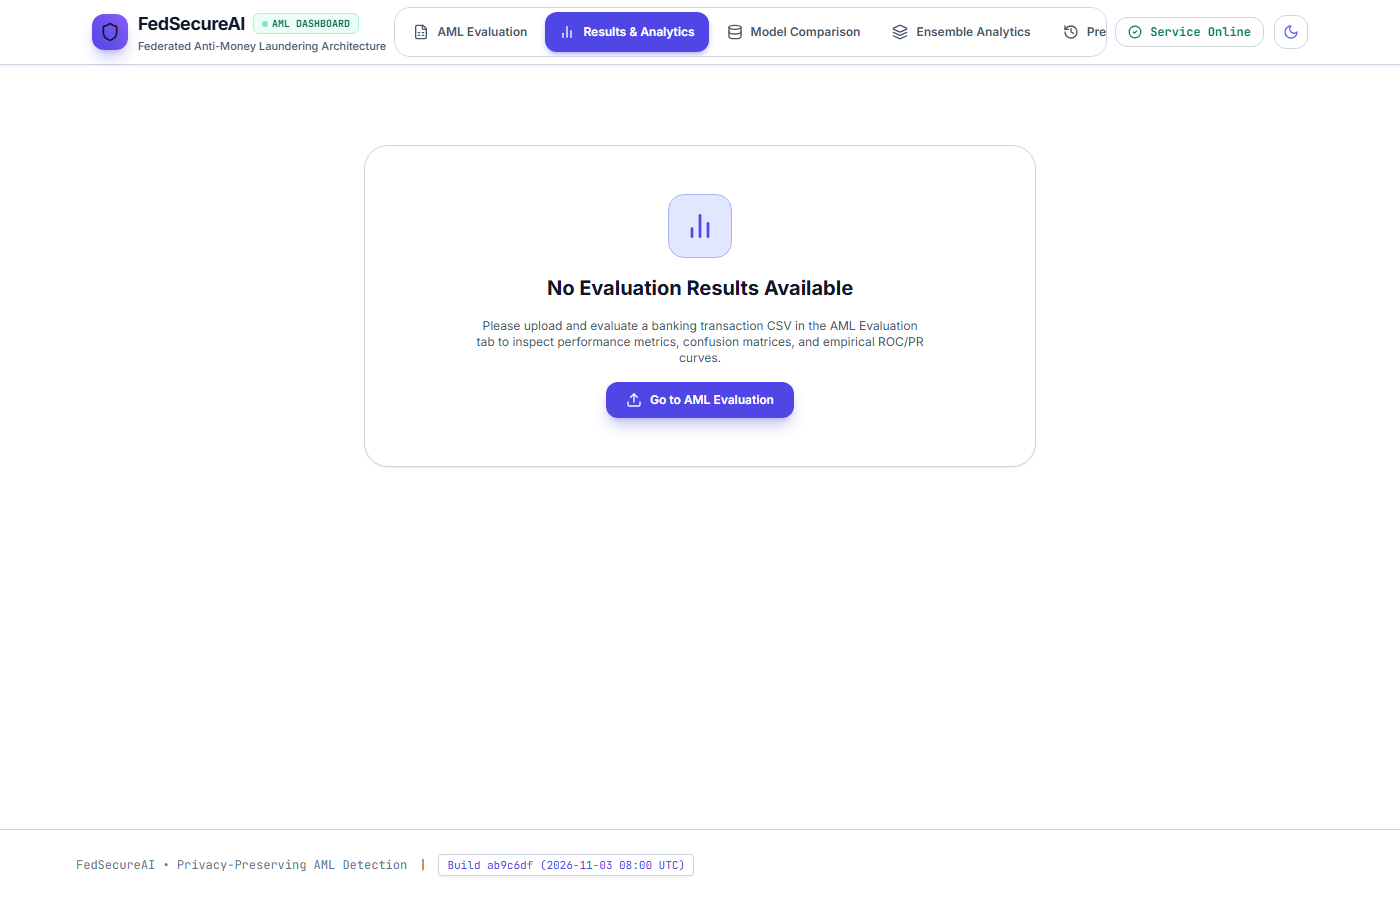 FedSecureAI
AML DASHBOARD
Federated Anti-Money Laundering Architecture
AML Evaluation
Results & Analytics
Model Comparison
Ensemble Analytics
Pre
Service Online
No Evaluation Results Available
Please upload and evaluate a banking transaction CSV in the AML Evaluation
tab to inspect performance metrics, confusion matrices, and empirical ROC/PR
curves.
Go to AML Evaluation
FedSecureAI • Privacy-Preserving AML Detection | Build ab9c6df (2026-11-03 08:00 UTC)